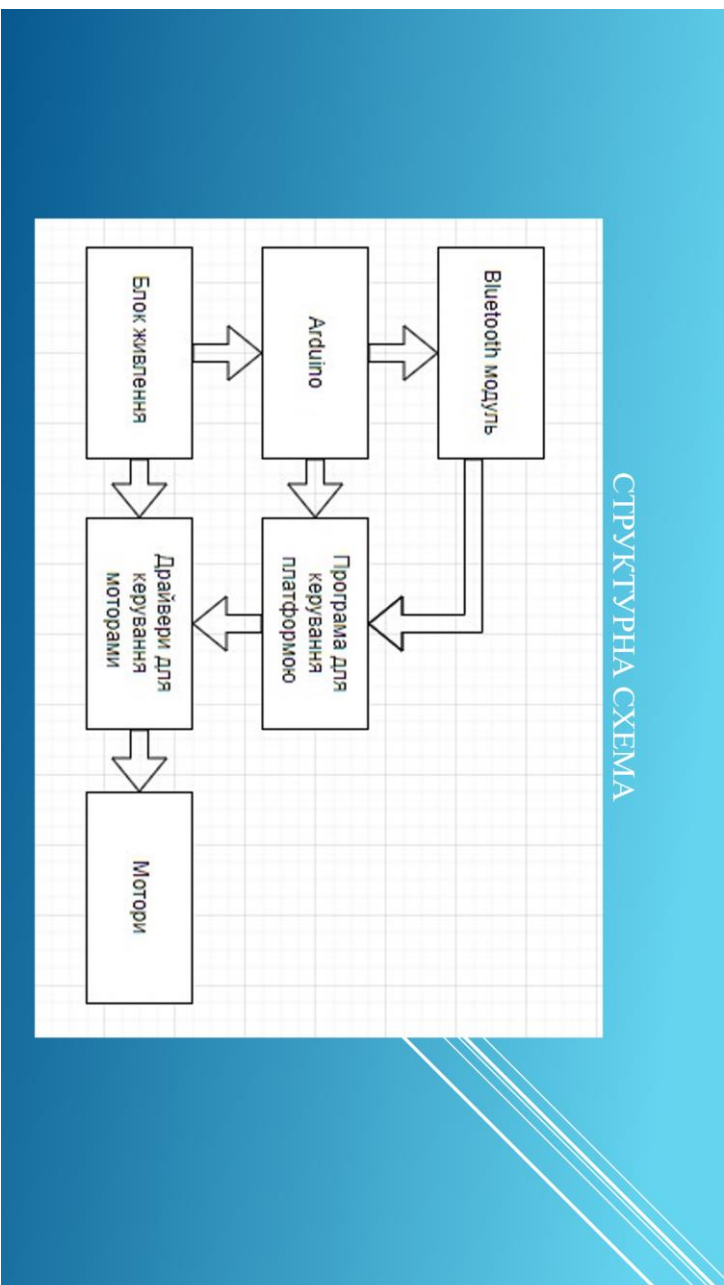 СТРУКТУРНА СХЕМА
Bluetooth модуль
Arduino
Програма для
керування
платформою
Блок живлення
Драйвери для
керування
моторами
Мотори